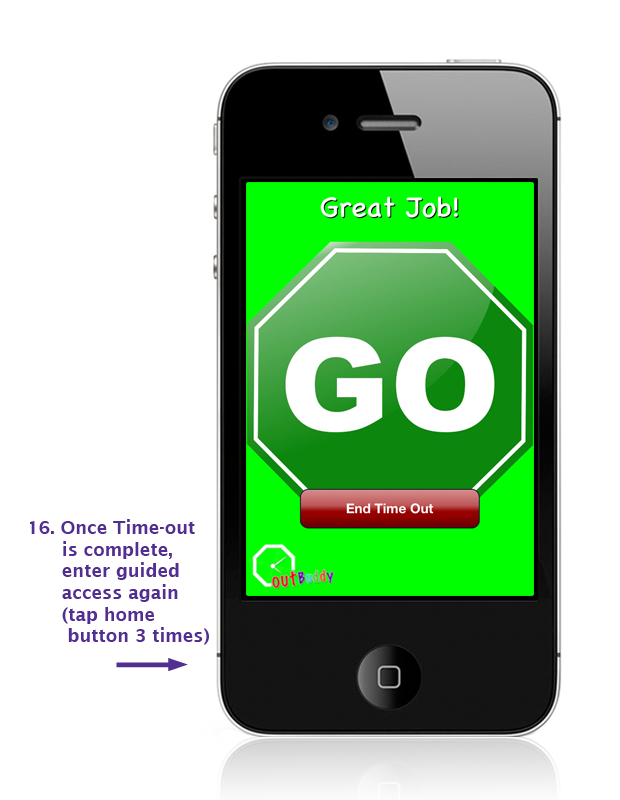 Great Job!
GO
End Time Out
outBuddy
16. Once Time-out
is complete,
enter guided
access again
(tap home
button 3 times)